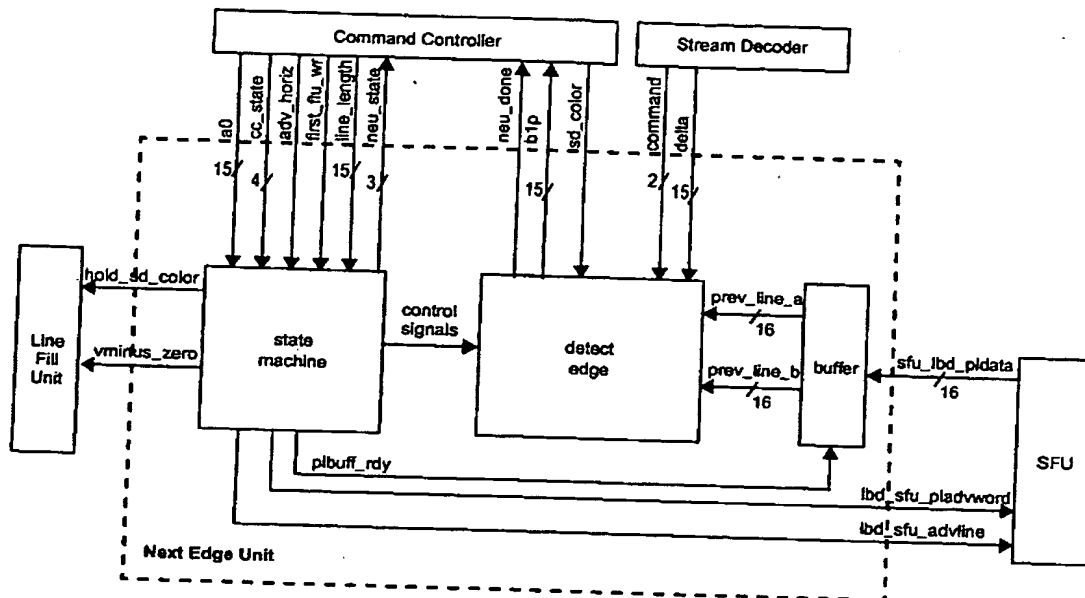 Command Controller
Stream Decoder
a0
cc_state
adv_horiz
first_flu_wr
line_length
neu_state
neu_done
b1p
sd_color
command
delta
15
4
15
3
15
2
15
hold_sd_color
vminus_zero
Line
Fill
Unit
state
machine
control
signals
detect
edge
prev_line_a
16
prev_line_b
16
buffer
sfu_lbd_pldata
16
SFU
plbuff_rdy
lbd_sfu_pladvword
lbd_sfu_advline
Next Edge Unit